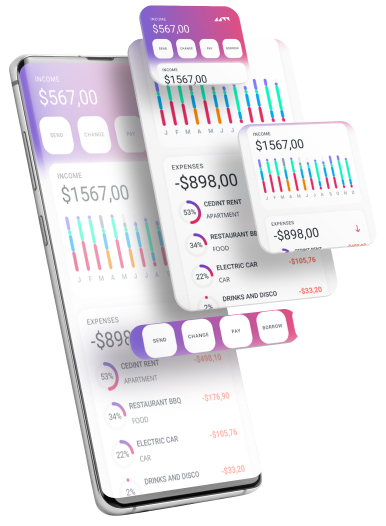 INCOME
$567,00
SEND
CHANGE
PAY
BORROW
INCOME
$1567,00
J F M A M J J
EXPENSES
-$898,00
53%
CEDINT RENT
APARTMENT
34%
RESTAURANT BB
FOOD
22%
ELECTRIC CAR
CAR
-$105,76
2%
DRINKS AND DISCO
-$33,20
INCOME
$1567,00
J F M A M J J A S O N D
EXPENSES
-$898,00
SEND
CHANGE
PAY
BORROW
INCOME
$567,00
SEND
CHANGE
PAY
INCOME
$1567,00
J F M A M J J A
EXPENSES
-$898
53%
CEDINT RENT
APARTMENT
-$498,10
34%
RESTAURANT BBQ
FOOD
-$176,90
22%
ELECTRIC CAR
CAR
-$105,76
2%
DRINKS AND DISCO
-$33,20